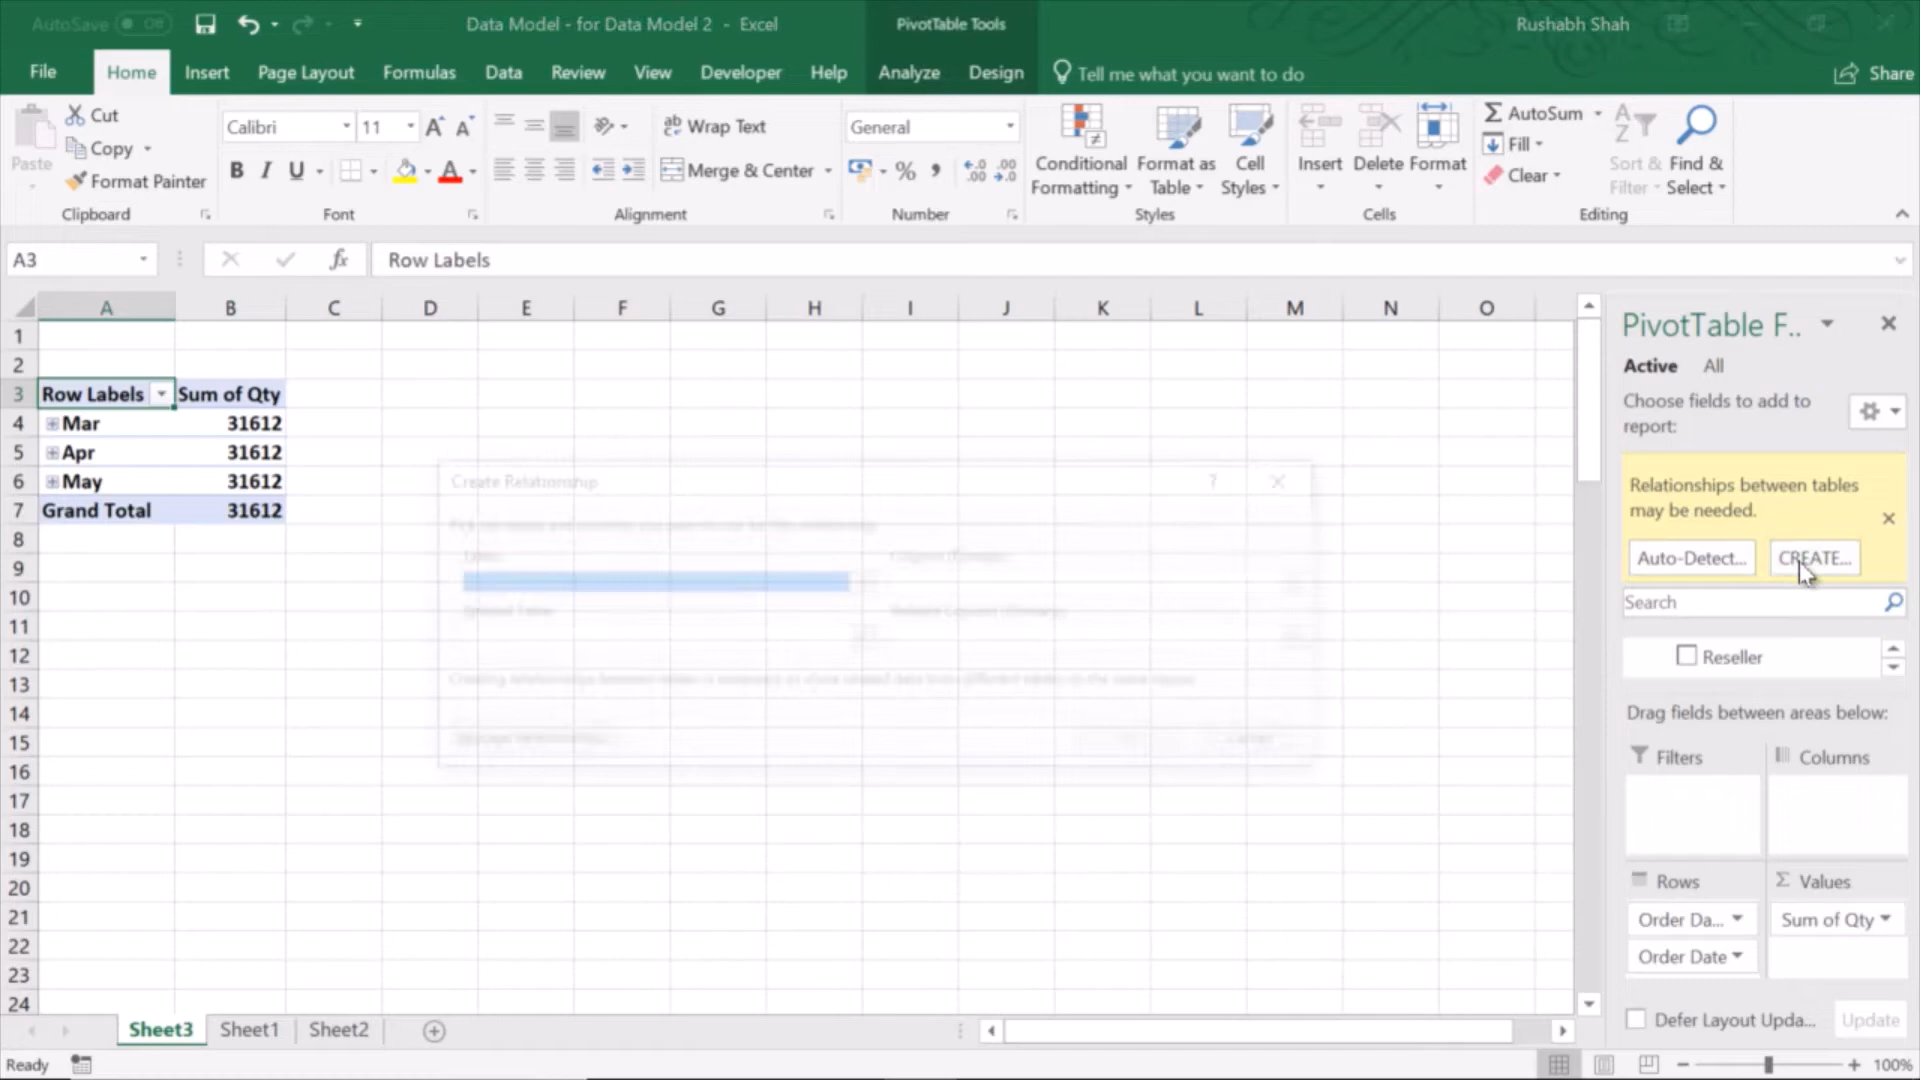 AutoSave Off
Data Model - for Data Model 2 - Excel
PivotTable Tools
Rushabh Shah
File
Home
Insert
Page Layout
Formulas
Data
Review
View
Developer
Help
Analyze
Design
Tell me what you want to do
Share
Paste
Cut
Copy
Format Painter
Clipboard
Calibri
11
B I U
Font
Wrap Text
Merge & Center
Alignment
General
Number
Conditional
Formatting
Format as
Table
Cell
Styles
Styles
Insert
Delete
Format
Cells
AutoSum
Fill
Clear
Sort &
Filter
Find &
Select
Editing
A3
fx
Row Labels
A B C D E F G H I J K L M N O
1
2
3 Row Labels Sum of Qty
4 Mar 31612
5 Apr 31612
6 May 31612
7 Grand Total 31612
8
9
10
11
12
13
14
15
16
17
18
19
20
21
22
23
24
Create Relationship ?
PivotTable F..
Active All
Choose fields to add to
report:
Relationships between tables
may be needed.
Auto-Detect... CREATE...
Search
Reseller
Drag fields between areas below:
Filters
Columns
Rows
Values
Order Da...
Sum of Qty
Order Date
Defer Layout Upda...
Update
Sheet3
Sheet1
Sheet2
Ready
100%